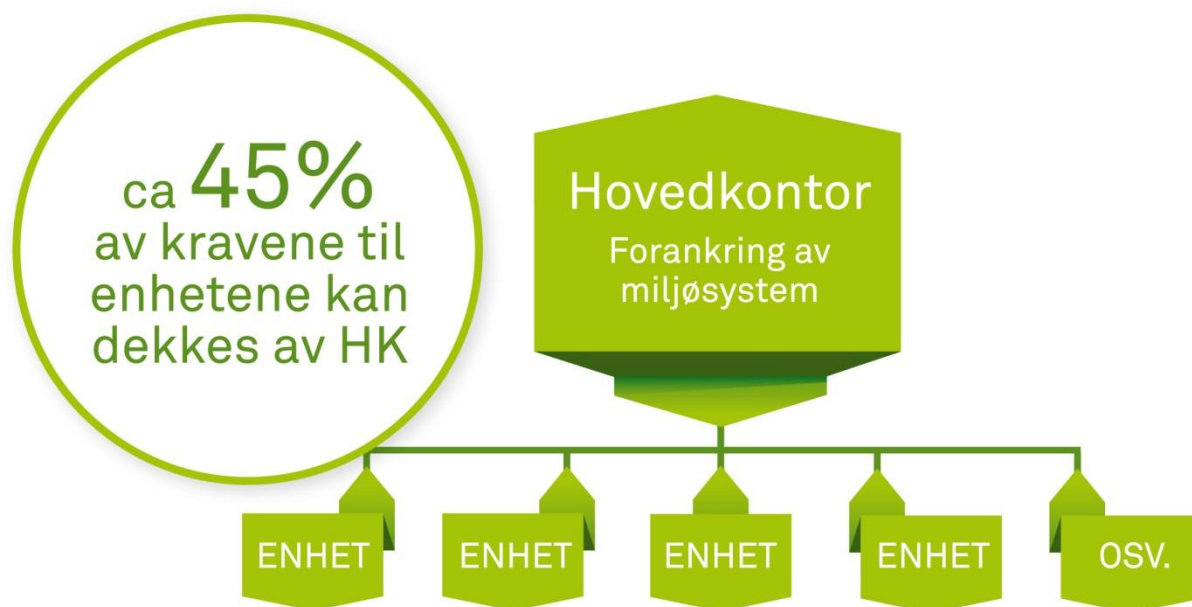 ca 45%
av kravene til
enhetene kan
dekkes av HK
Hovedkontor
Forankring av
miljøsystem
ENHET
ENHET
ENHET
ENHET
OSV.